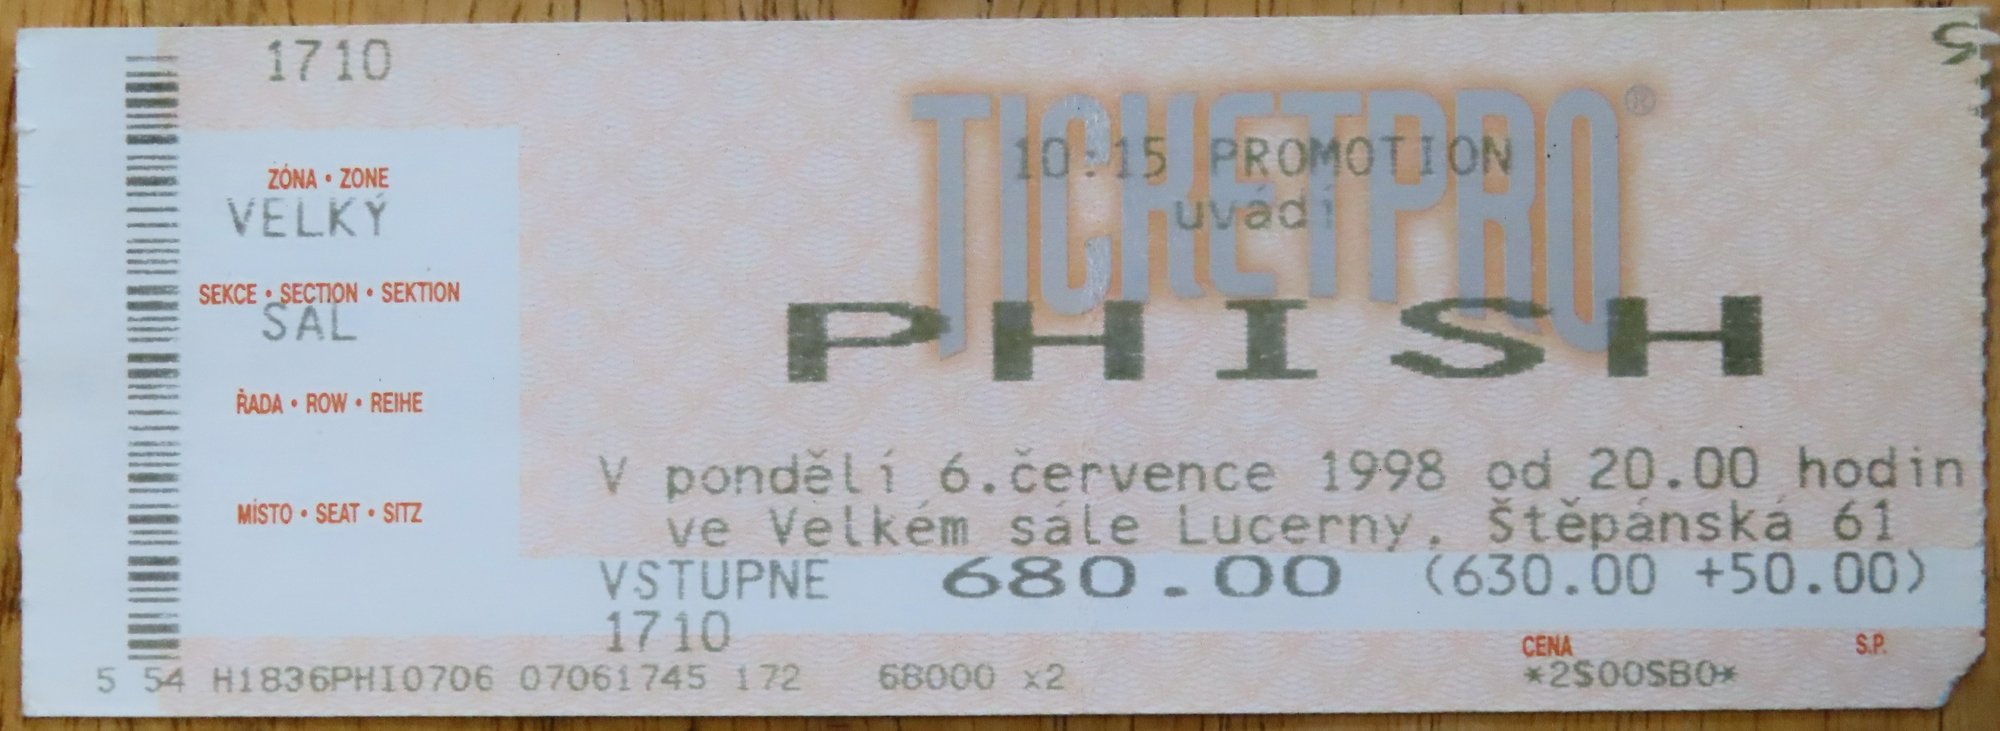 1710
ZÓNA • ZONE
VELKÝ
SEKCE • SECTION • SEKTION
SAL
ŘADA • ROW • REIHE
MÍSTO • SEAT • SITZ
TICKETPRO®
10:15 PROMOTION
uvádí
PHISH
V pondělí 6.července 1998 od 20.00 hodin
ve Velkém sále Lucerny, Štěpánská 61
VSTUPNE 680.00 (630.00 +50.00)
1710
CENA S.P.
5 54 H1836PHI0706 07061745 172 68000 x2 *2S00SB0*